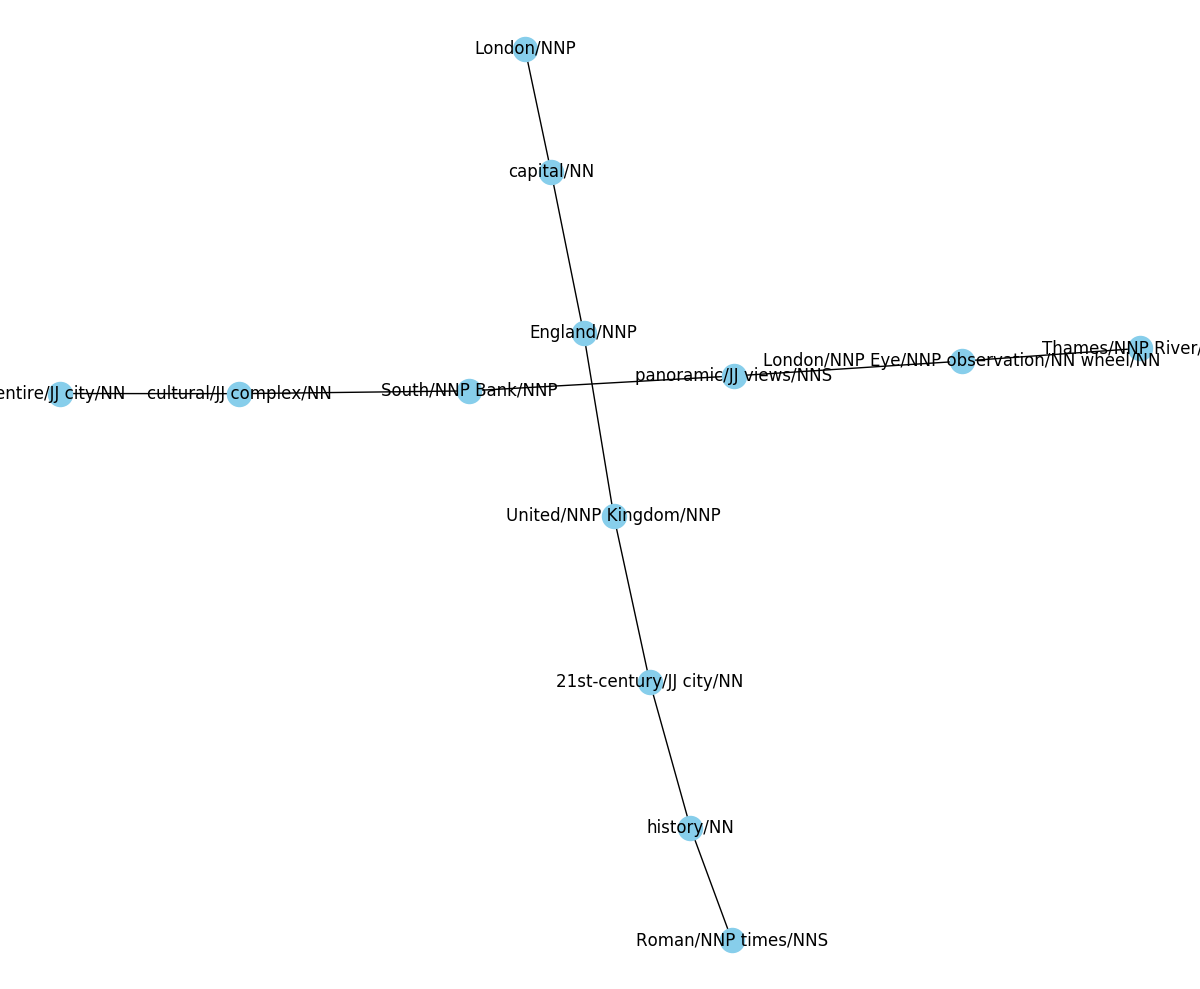 London/NNP
capital/NN
England/NNP
Thames/NNP River/
London/NNP Eye/NNP observation/NN wheel/NN
panoramic/JJ views/NNS
South/NNP Bank/NNP
cultural/JJ complex/NN
entire/JJ city/NN
United/NNP Kingdom/NNP
21st-century/JJ city/NN
history/NN
Roman/NNP times/NNS